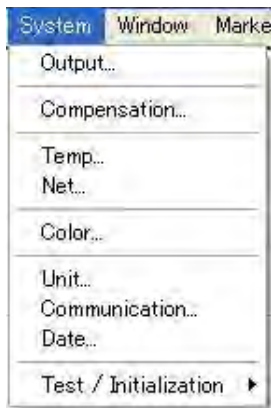 System Window Marke
Output...
Compensation...
Temp...
Net...
Color...
Unit...
Communication...
Date...
Test / Initialization